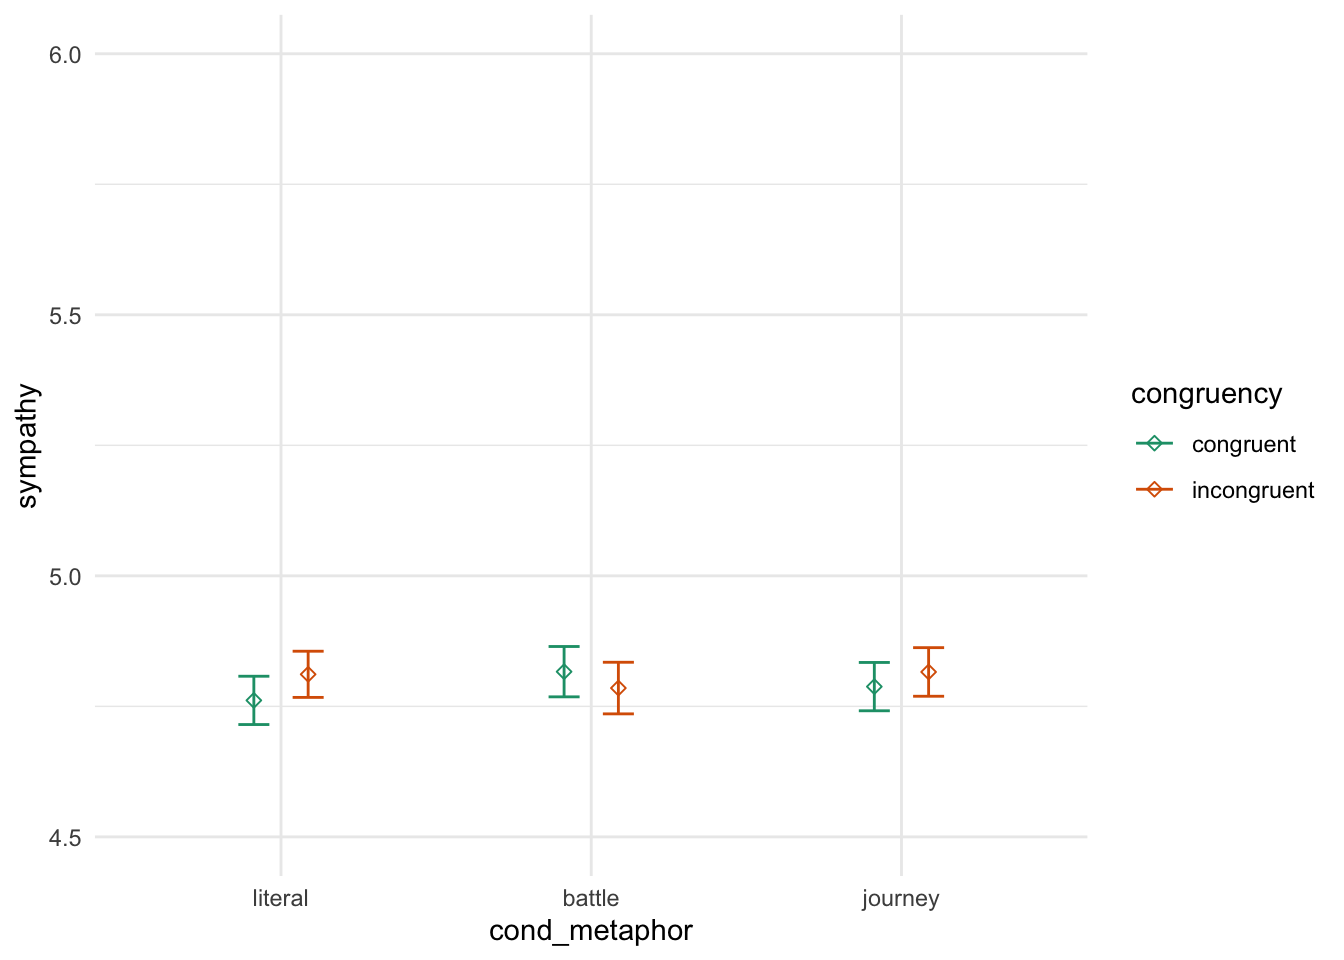 6.0
5.5
5.0
4.5
sympathy
literal battle journey
cond_metaphor
congruency
congruent
incongruent